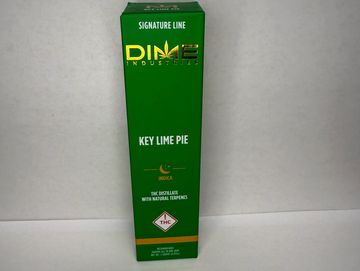 SIGNATURE LINE
DIME
INDUSTRIES
KEY LIME PIE
INDICA
THC DISTILLATE
WITH NATURAL TERPENES
!
THC